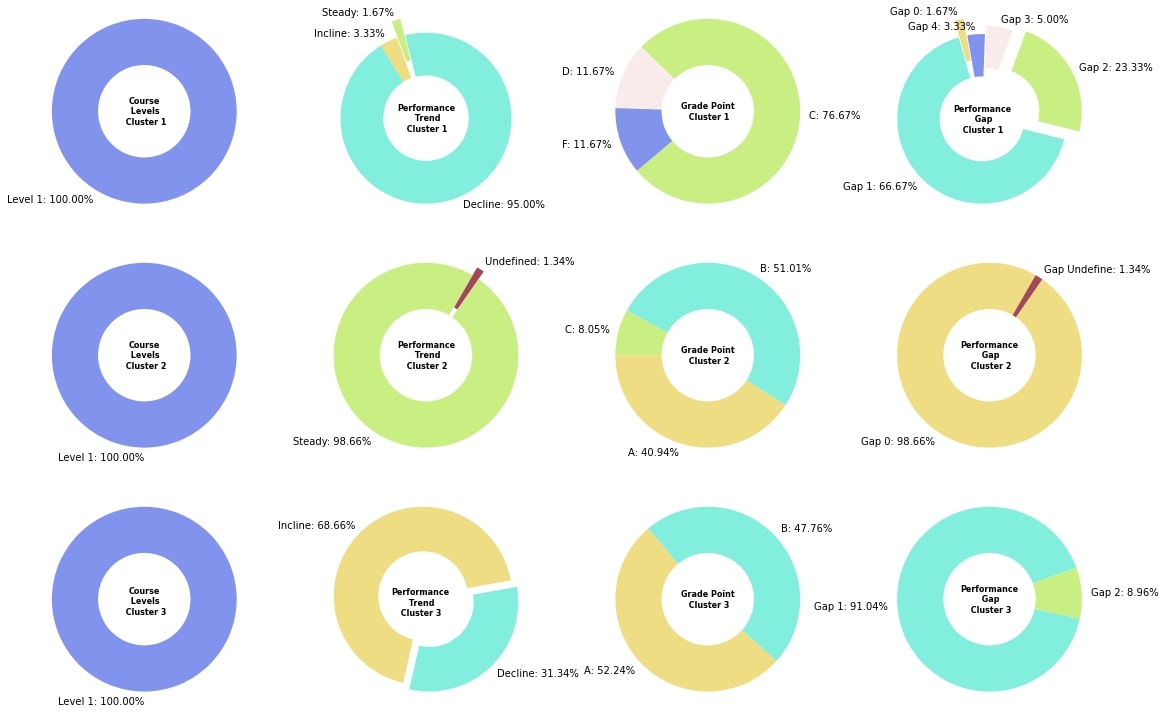 Steady: 1.67%
Incline: 3.33%
Course
Levels
Cluster 1
Level 1: 100.00%
Performance
Trend
Cluster 1
Decline: 95.00%
D: 11.67%
F: 11.67%
Grade Point
Cluster 1
C: 76.67%
Gap 0: 1.67%
Gap 4: 3.33%
Gap 3: 5.00%
Gap 2: 23.33%
Performance
Gap
Cluster 1
Gap 1: 66.67%
Course
Levels
Cluster 2
Level 1: 100.00%
Undefined: 1.34%
Performance
Trend
Cluster 2
Steady: 98.66%
B: 51.01%
C: 8.05%
Grade Point
Cluster 2
A: 40.94%
Gap Undefine: 1.34%
Performance
Gap
Cluster 2
Gap 0: 98.66%
Course
Levels
Cluster 3
Level 1: 100.00%
Incline: 68.66%
Performance
Trend
Cluster 3
Decline: 31.34%
B: 47.76%
Grade Point
Cluster 3
A: 52.24%
Gap 1: 91.04%
Performance
Gap
Cluster 3
Gap 2: 8.96%